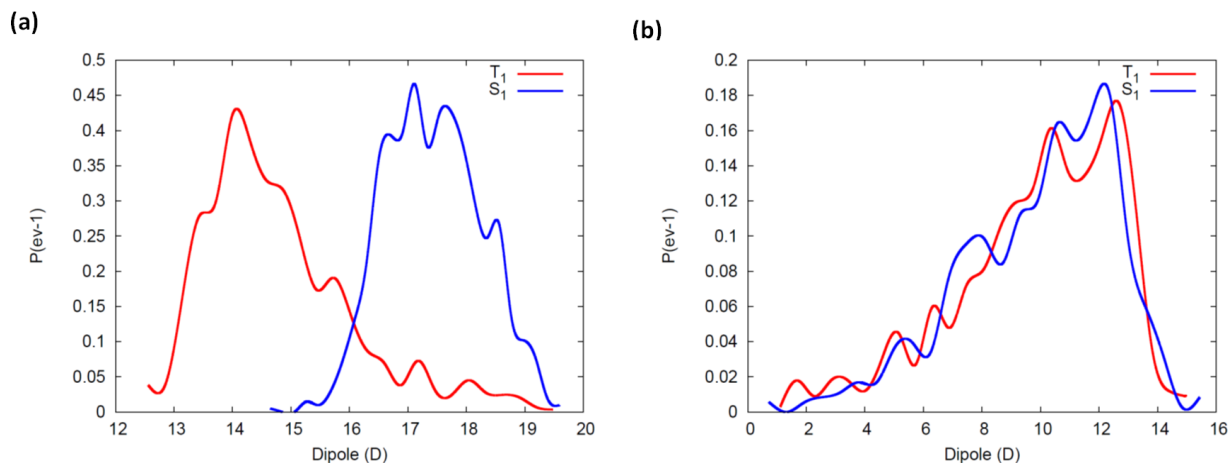 (a)
0.5
0.45
0.4
0.35
0.3
0.25
0.2
0.15
0.1
0.05
0
P(ev-1)
T1
S1
12 13 14 15 16 17 18 19 20
Dipole (D)
(b)
0.2
0.18
0.16
0.14
0.12
0.1
0.08
0.06
0.04
0.02
0
P(ev-1)
T1
S1
0 2 4 6 8 10 12 14 16
Dipole (D)